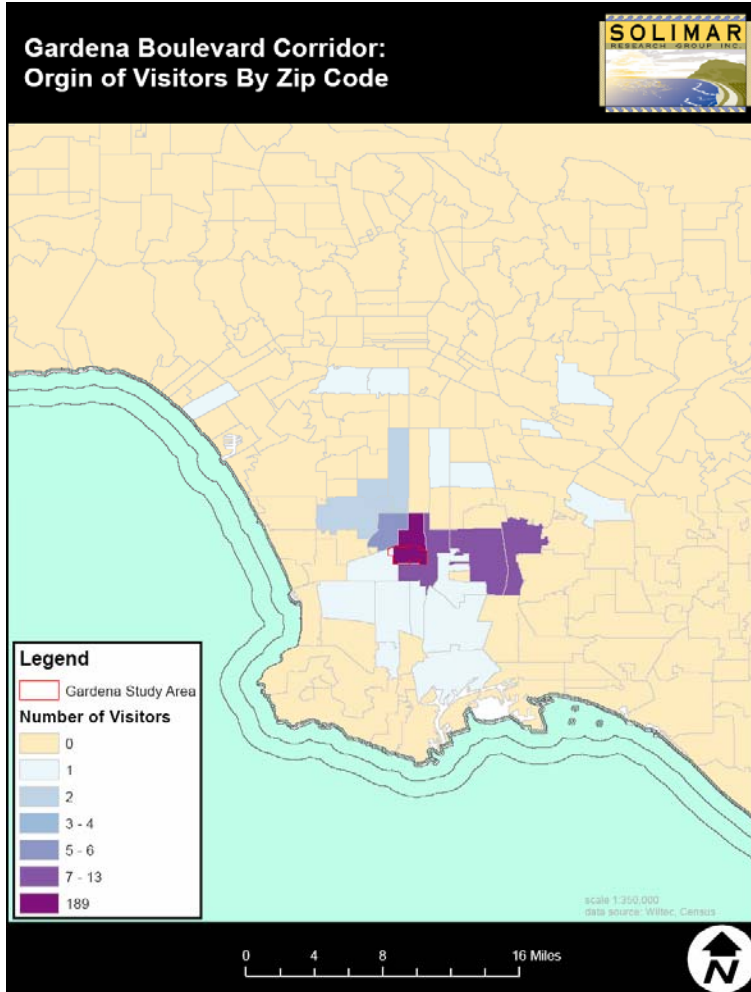 Gardena Boulevard Corridor:
Orgin of Visitors By Zip Code
SOLIMAR
RESEARCH GROUP INC.
Legend
Gardena Study Area
Number of Visitors
0
1
2
3 - 4
5 - 6
7 - 13
189
scale 1:350,000
data source: Wiltec, Census
0 4 8 16 Miles
N